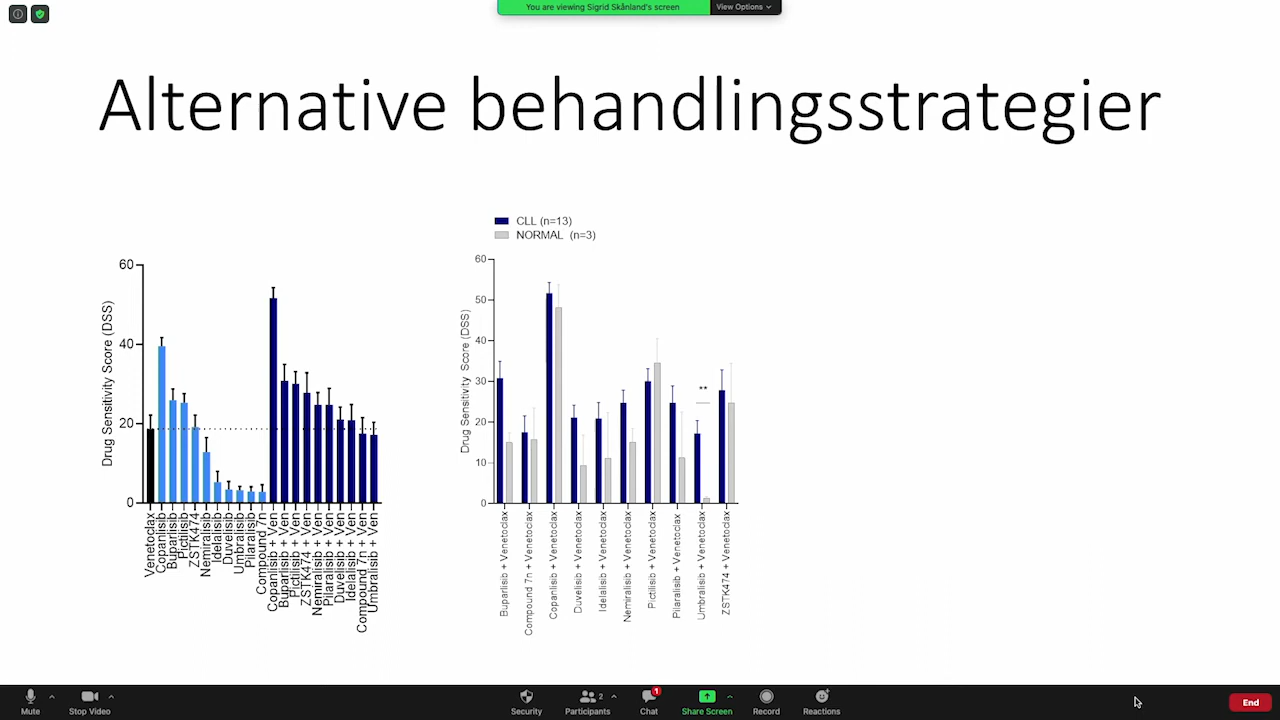 You are viewing Sigrid Skånland's screen
View Options
Alternative behandlingsstrategier
60
40
20
0
Drug Sensitivity Score (DSS)
Venetoclax
Copanlisib
Buparlisib
Pictilisib
ZSTK474
Nemiralisib
Idelalisib
Duvelisib
Umbralisib
Pilaralisib
Compound 7n
Copanlisib + Ven
Buparlisib + Ven
Pictilisib + Ven
ZSTK474 + Ven
Nemiralisib + Ven
Pilaralisib + Ven
Duvelisib + Ven
Idelalisib + Ven
Compound 7n + Ven
Umbralisib + Ven
CLL (n=13)
NORMAL (n=3)
60
50
40
30
20
10
0
Drug Sensitivity Score (DSS)
**
Buparlisib + Venetoclax
Compound 7n + Venetoclax
Copanlisib + Venetoclax
Duvelisib + Venetoclax
Idelalisib + Venetoclax
Nemiralisib + Venetoclax
Pictilisib + Venetoclax
Pilaralisib + Venetoclax
Umbralisib + Venetoclax
ZSTK474 + Venetoclax
Mute
Stop Video
Security
Participants
2
Chat
1
Share Screen
Record
Reactions
End